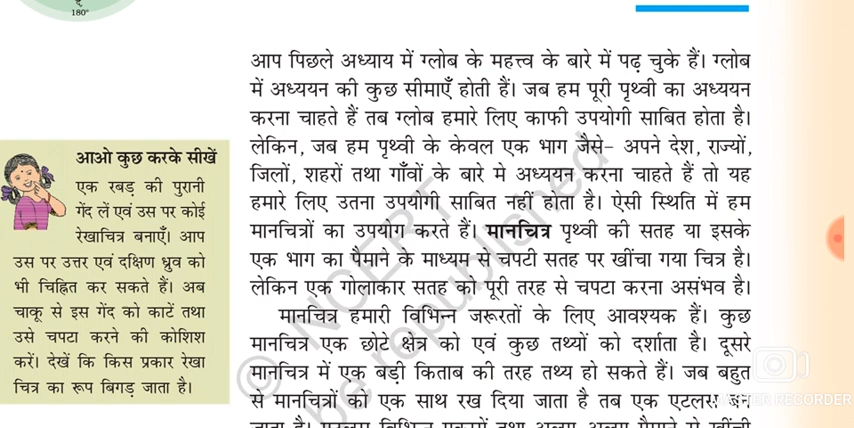 180°
आप पिछले अध्याय में ग्लोब के महत्त्व के बारे में पढ़ चुके हैं। ग्लोब
में अध्ययन की कुछ सीमाएँ होती हैं। जब हम पूरी पृथ्वी का अध्ययन
करना चाहते हैं तब ग्लोब हमारे लिए काफी उपयोगी साबित होता है।
लेकिन, जब हम पृथ्वी के केवल एक भाग जैसे– अपने देश, राज्यों,
जिलों, शहरों तथा गाँवों के बारे मे अध्ययन करना चाहते हैं तो यह
हमारे लिए उतना उपयोगी साबित नहीं होता है। ऐसी स्थिति में हम
मानचित्रों का उपयोग करते हैं। मानचित्र पृथ्वी की सतह या इसके
एक भाग का पैमाने के माध्यम से चपटी सतह पर खींचा गया चित्र है।
लेकिन एक गोलाकार सतह को पूरी तरह से चपटा करना असंभव है।
मानचित्र हमारी विभिन्न जरूरतों के लिए आवश्यक हैं। कुछ
मानचित्र एक छोटे क्षेत्र को एवं कुछ तथ्यों को दर्शाता है। दूसरे
मानचित्र में एक बड़ी किताब की तरह तथ्य हो सकते हैं। जब बहुत
से मानचित्रों को एक साथ रख दिया जाता है तब एक एटलस बन
आओ कुछ करके सीखें
एक रबड़ की पुरानी
गेंद लें एवं उस पर कोई
रेखाचित्र बनाएँ। आप
उस पर उत्तर एवं दक्षिण ध्रुव को
भी चिह्नित कर सकते हैं। अब
चाकू से इस गेंद को काटें तथा
उसे चपटा करने की कोशिश
करें। देखें कि किस प्रकार रेखा
चित्र का रूप बिगड़ जाता है।
© NCERT
be republished
RECORDER